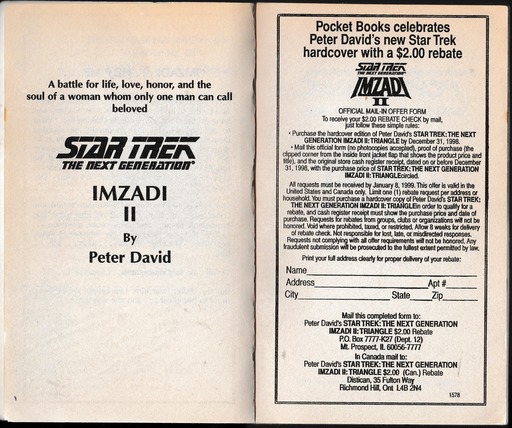 A battle for life, love, honor, and the
soul of a woman whom only one man can call
beloved
STAR TREK
THE NEXT GENERATION®
IMZADI
II
By
Peter David
Pocket Books celebrates
Peter David's new Star Trek
hardcover with a $2.00 rebate
STAR TREK
THE NEXT GENERATION
IMZADI
II
OFFICIAL MAIL-IN OFFER FORM
To receive your $2.00 REBATE CHECK by mail,
just follow these simple rules:
• Purchase the hardcover edition of Peter David's STAR TREK: THE NEXT
GENERATION IMZADI II: TRIANGLE by December 31, 1998.
• Mail this official form (no photocopies accepted), proof of purchase (the
clipped corner from the inside front jacket flap that shows the product price and
title), and the original store cash register receipt, dated on or before December
31, 1998, with the purchase price of STAR TREK: THE NEXT GENERATION
IMZADI II: TRIANGLE circled.
All requests must be received by January 8, 1999. This offer is valid in the
United States and Canada only. Limit one (1) rebate request per address or
household. You must purchase a hardcover copy of Peter David's STAR TREK:
THE NEXT GENERATION IMZADI II: TRIANGLE in order to qualify for a
rebate, and cash register receipt must show the purchase price and date of
purchase. Requests for rebates from groups, clubs or organizations will not be
honored. Void where prohibited, taxed, or restricted. Allow 8 weeks for delivery
of rebate check. Not responsible for lost, late, or misdirected responses.
Requests not complying with all offer requirements will not be honored. Any
fraudulent submission will be prosecuted to the fullest extent permitted by law.
Print your full address clearly for proper delivery of your rebate:
Name
Address Apt #
City State Zip
Mail this completed form to:
Peter David's STAR TREK: THE NEXT GENERATION
IMZADI II: TRIANGLE $2.00 Rebate
P.O. Box 7777-K27 (Dept. 12)
Mt. Prospect, IL 60056-7777
In Canada mail to:
Peter David's STAR TREK: THE NEXT GENERATION
IMZADI II: TRIANGLE $2.00 (Can.) Rebate
Distican, 35 Fulton Way
Richmond Hill, Ont L4B 2N4
1578